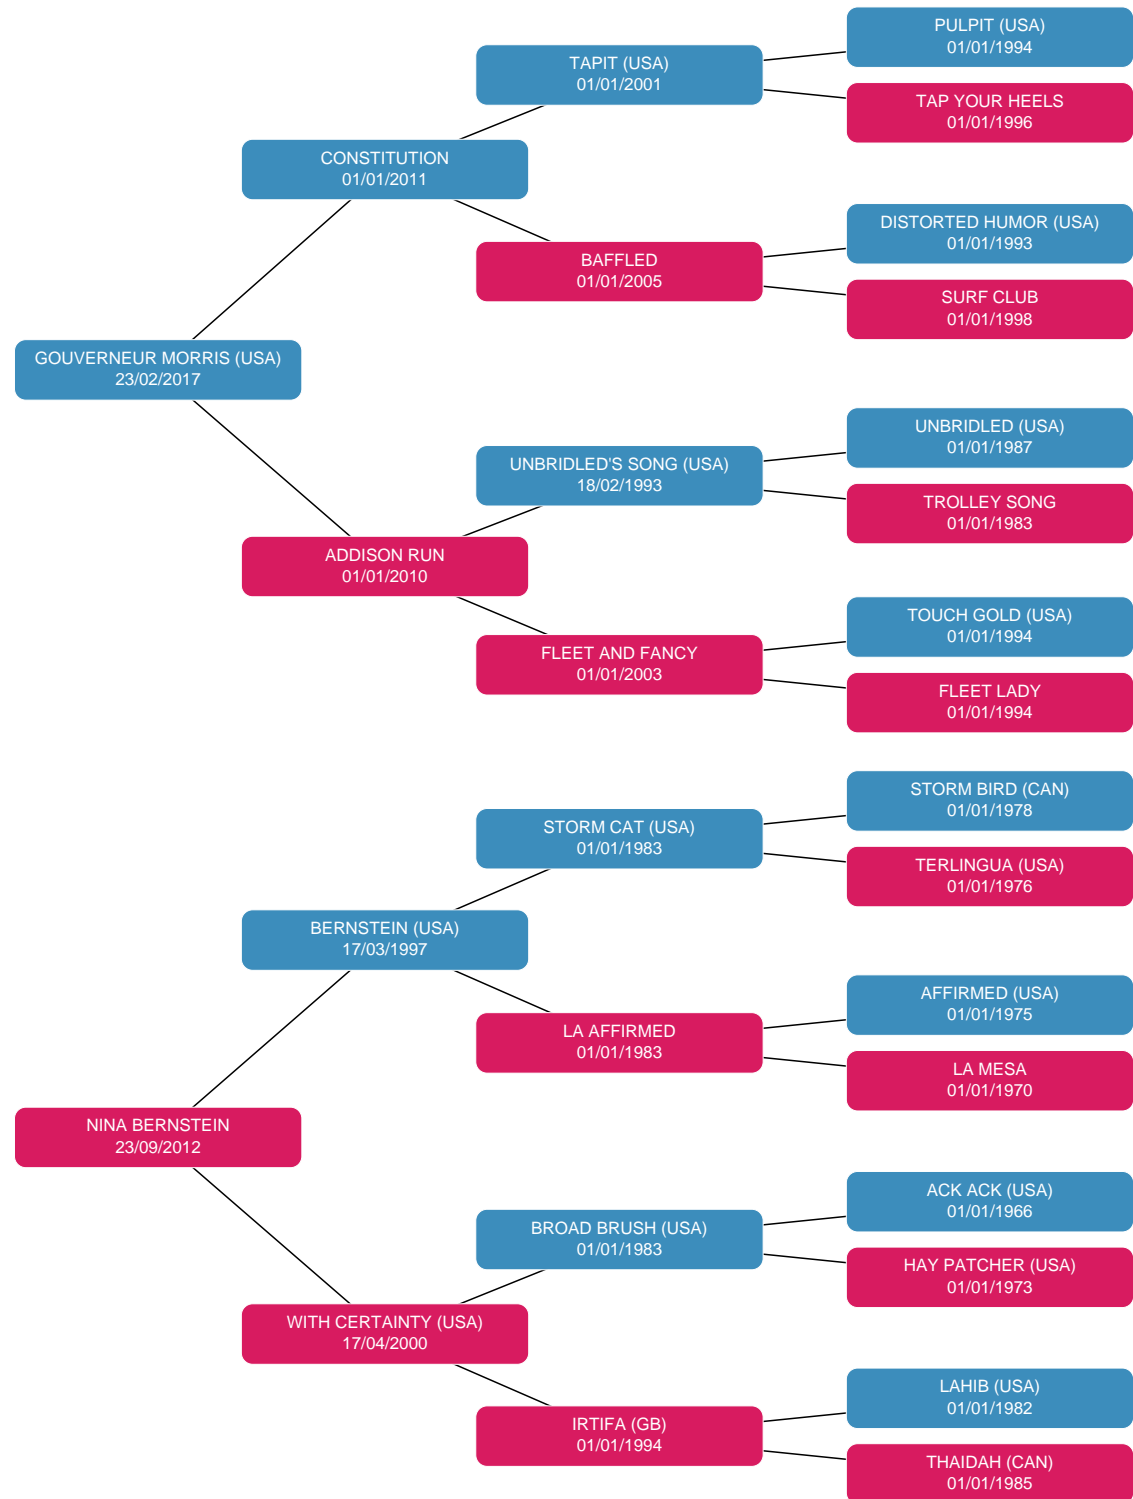 PULPIT (USA)
01/01/1994
TAPIT (USA)
01/01/2001
TAP YOUR HEELS
01/01/1996
CONSTITUTION
01/01/2011
DISTORTED HUMOR (USA)
01/01/1993
BAFFLED
01/01/2005
SURF CLUB
01/01/1998
GOUVERNEUR MORRIS (USA)
23/02/2017
UNBRIDLED (USA)
01/01/1987
UNBRIDLED'S SONG (USA)
18/02/1993
TROLLEY SONG
01/01/1983
ADDISON RUN
01/01/2010
TOUCH GOLD (USA)
01/01/1994
FLEET AND FANCY
01/01/2003
FLEET LADY
01/01/1994
STORM BIRD (CAN)
01/01/1978
STORM CAT (USA)
01/01/1983
TERLINGUA (USA)
01/01/1976
BERNSTEIN (USA)
17/03/1997
AFFIRMED (USA)
01/01/1975
LA AFFIRMED
01/01/1983
LA MESA
01/01/1970
NINA BERNSTEIN
23/09/2012
ACK ACK (USA)
01/01/1966
BROAD BRUSH (USA)
01/01/1983
HAY PATCHER (USA)
01/01/1973
WITH CERTAINTY (USA)
17/04/2000
LAHIB (USA)
01/01/1982
IRTIFA (GB)
01/01/1994
THAIDAH (CAN)
01/01/1985